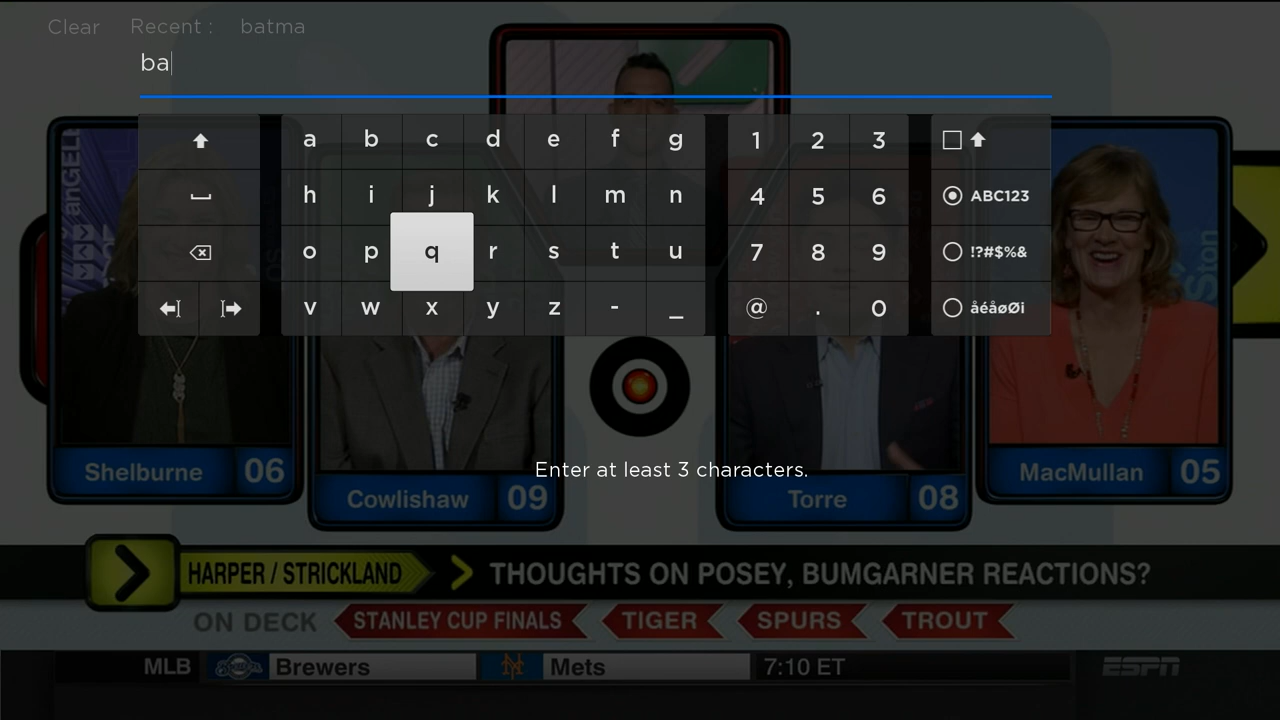 Clear Recent : batma
ba
a b c d e f g 1 2 3
h i j k l m n 4 5 6 ABC123
o p q r s t u 7 8 9 !?#$%&
v w x y z - _ @ . 0 åéåøØi
Enter at least 3 characters.
Shelburne 06
Cowlishaw 09
Torre 08
MacMullan 05
HARPER / STRICKLAND THOUGHTS ON POSEY, BUMGARNER REACTIONS?
ON DECK STANLEY CUP FINALS TIGER SPURS TROUT
MLB Brewers Mets 7:10 ET ESPN